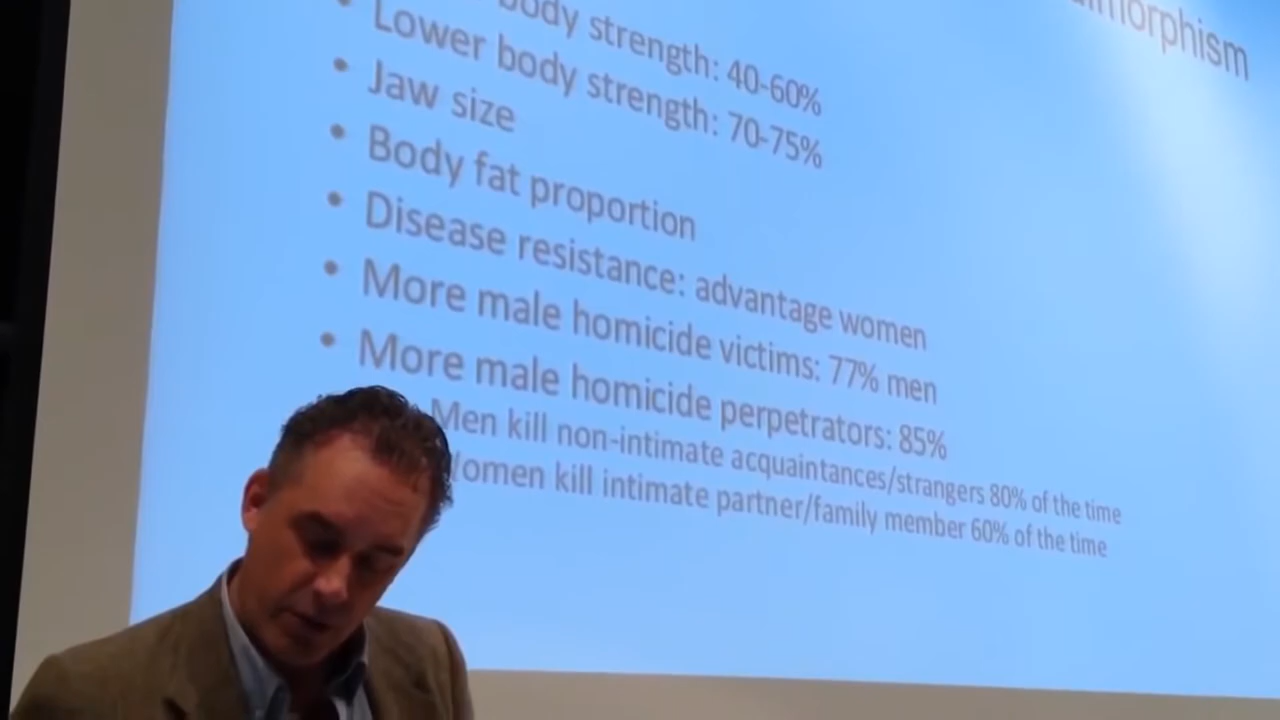 body strength: 40-60%
• Lower body strength: 70-75%
• Jaw size
• Body fat proportion
• Disease resistance: advantage women
• More male homicide victims: 77% men
• More male homicide perpetrators: 85%
Men kill non-intimate acquaintances/strangers 80% of the time
Women kill intimate partner/family member 60% of the time